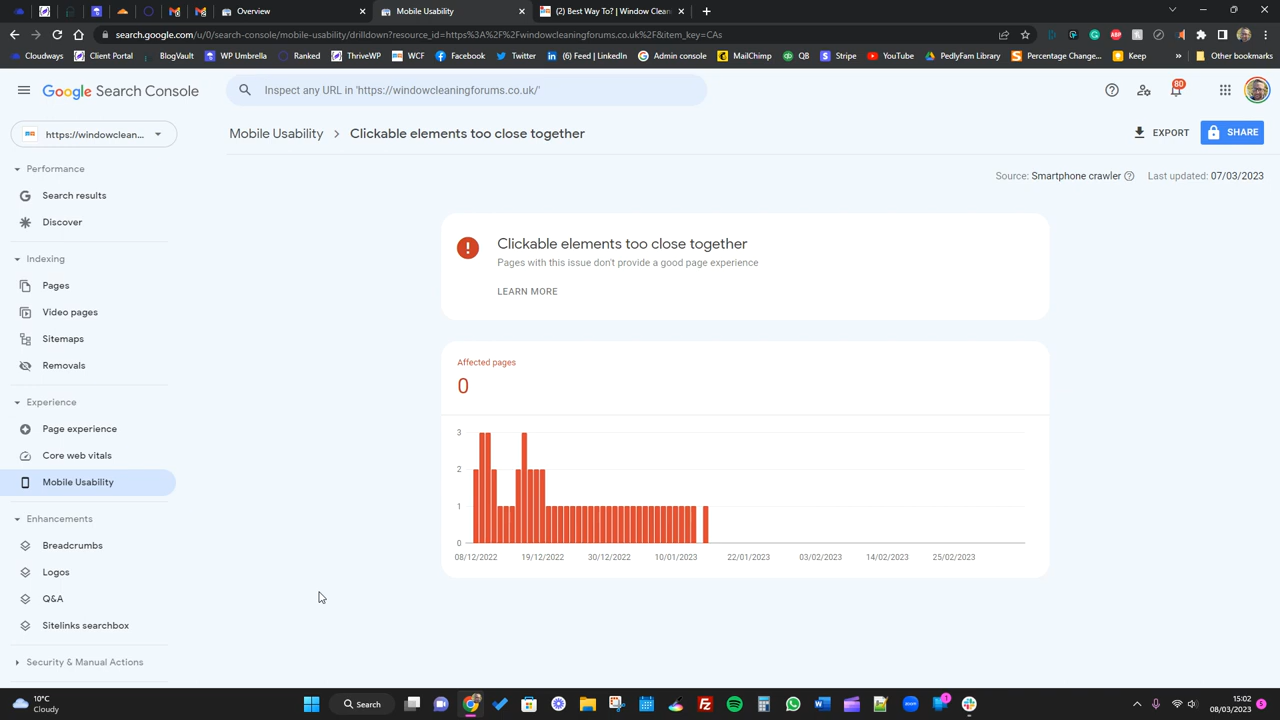 Overview
Mobile Usability
(2) Best Way To? | Window Clean
search.google.com/u/0/search-console/mobile-usability/drilldown?resource_id=https%3A%2F%2Fwindowcleaningforums.co.uk%2F&item_key=CAs
Cloudways
Client Portal
BlogVault
WP Umbrella
Ranked
ThriveWP
WCF
Twitter
(6) Feed | LinkedIn
Admin console
MailChimp
QB
Stripe
YouTube
PedlyFam Library
Percentage Change...
Keep
Google Search Console
Inspect any URL in 'https://windowcleaningforums.co.uk/'
80
https://windowclean...
Mobile Usability
Clickable elements too close together
EXPORT
SHARE
Source: Smartphone crawler
Last updated: 07/03/2023
Performance
Search results
Discover
Indexing
Pages
Video pages
Sitemaps
Removals
Experience
Page experience
Core web vitals
Mobile Usability
Enhancements
Breadcrumbs
Logos
Q&A
Sitelinks searchbox
Security & Manual Actions
Clickable elements too close together
Pages with this issue don't provide a good page experience
LEARN MORE
Affected pages
0
3
2
1
0
08/12/2022
19/12/2022
30/12/2022
10/01/2023
22/01/2023
03/02/2023
14/02/2023
25/02/2023
10°C
Cloudy
Search
15:02
08/03/2023